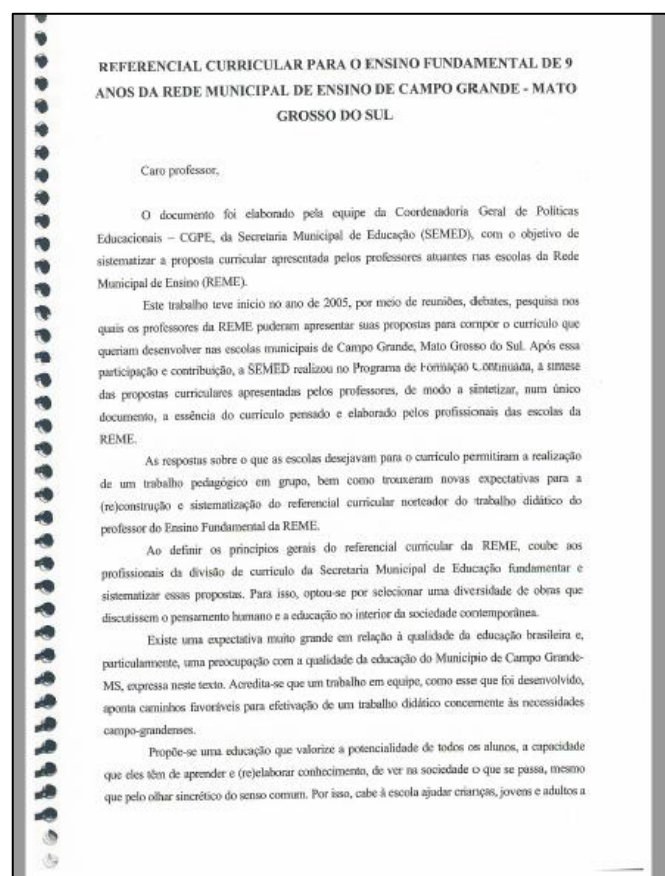 REFERENCIAL CURRICULAR PARA O ENSINO FUNDAMENTAL DE 9
ANOS DA REDE MUNICIPAL DE ENSINO DE CAMPO GRANDE - MATO
GROSSO DO SUL
Caro professor,
O documento foi elaborado pela equipe da Coordenadoria Geral de Políticas
Educacionais – CGPE, da Secretaria Municipal de Educação (SEMED), com o objetivo de
sistematizar a proposta curricular apresentada pelos professores atuantes nas escolas da Rede
Municipal de Ensino (REME).
Este trabalho teve início no ano de 2005, por meio de reuniões, debates, pesquisa nos
quais os professores da REME puderam apresentar suas propostas para compor o currículo que
queriam desenvolver nas escolas municipais de Campo Grande, Mato Grosso do Sul. Após essa
participação e contribuição, a SEMED realizou no Programa de Formação Continuada, a síntese
das propostas curriculares apresentadas pelos professores, de modo a sintetizar, num único
documento, a essência do currículo pensado e elaborado pelos profissionais das escolas da
REME.
As respostas sobre o que as escolas desejavam para o currículo permitiram a realização
de um trabalho pedagógico em grupo, bem como trouxeram novas expectativas para a
(re)construção e sistematização do referencial curricular norteador do trabalho didático do
professor do Ensino Fundamental da REME.
Ao definir os princípios gerais do referencial curricular da REME, coube aos
profissionais da divisão de currículo da Secretaria Municipal de Educação fundamentar e
sistematizar essas propostas. Para isso, optou-se por selecionar uma diversidade de obras que
discutissem o pensamento humano e a educação no interior da sociedade contemporânea.
Existe uma expectativa muito grande em relação à qualidade da educação brasileira e,
particularmente, uma preocupação com a qualidade da educação do Município de Campo Grande-
MS, expressa neste texto. Acredita-se que um trabalho em equipe, como esse que foi desenvolvido,
aponta caminhos favoráveis para efetivação de um trabalho didático concernente às necessidades
campo-grandenses.
Propõe-se uma educação que valorize a potencialidade de todos os alunos, a capacidade
que eles têm de aprender e (re)elaborar conhecimento, de ver na sociedade o que se passa, mesmo
que pelo olhar sincrético do senso comum. Por isso, cabe à escola ajudar crianças, jovens e adultos a